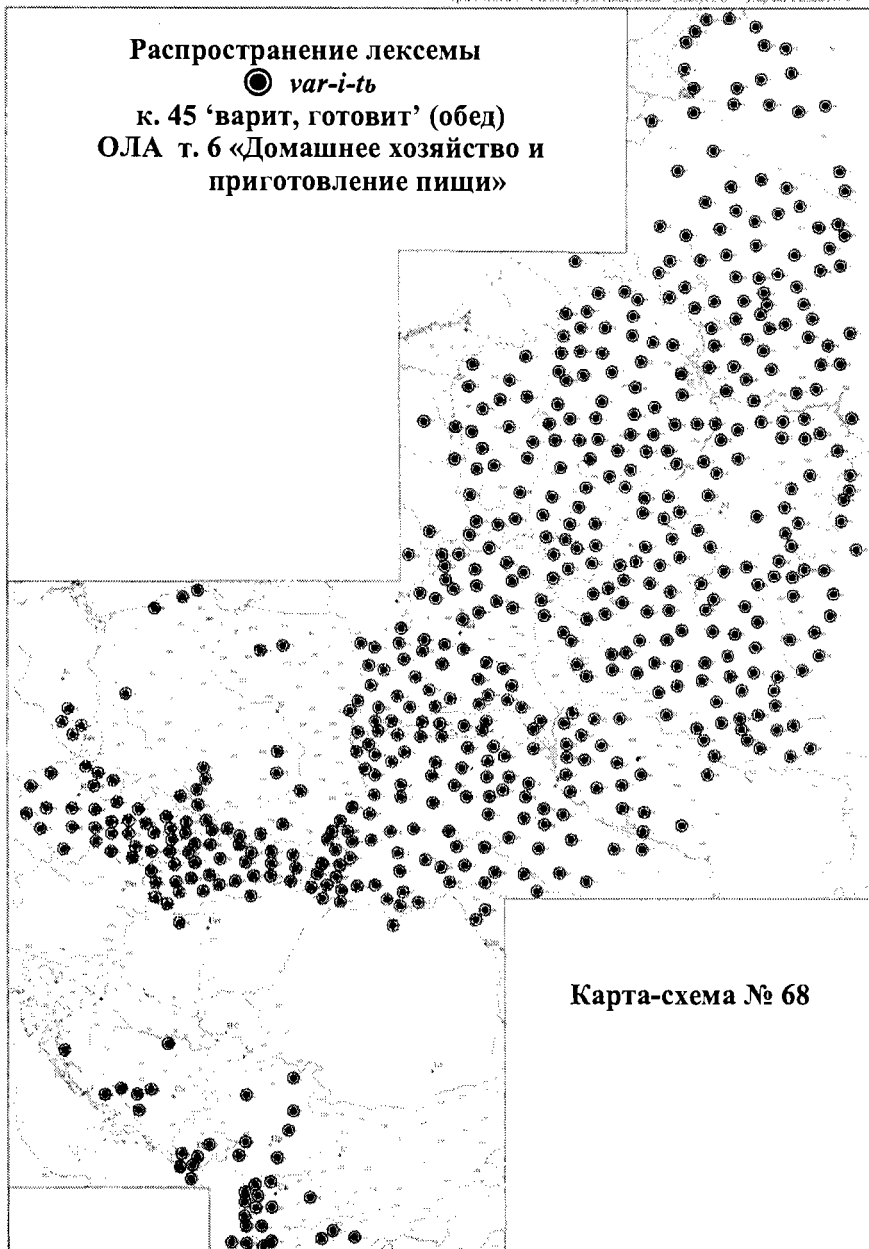 Распространение лексемы
var-i-tь
к. 45 ‘варит, готовит’ (обед)
ОЛА т. 6 «Домашнее хозяйство и
приготовление пищи»
Карта-схема № 68